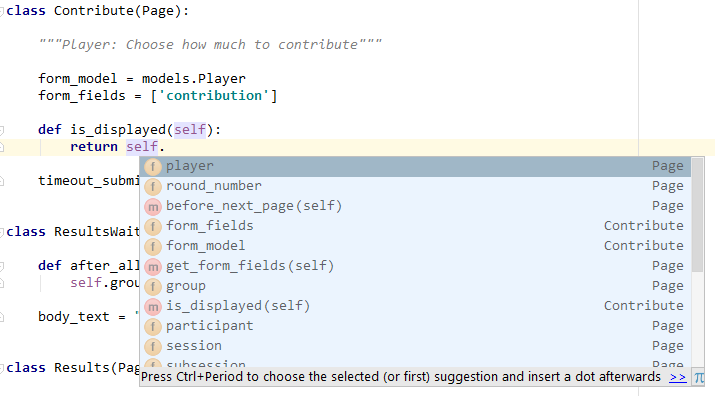 class Contribute(Page):
"""Player: Choose how much to contribute"""
form_model = models.Player
form_fields = ['contribution']
def is_displayed(self):
return self.
player Page
round_number Page
timeout_submi
before_next_page(self) Page
form_fields Contribute
class ResultsWait
form_model Contribute
def after_all
get_form_fields(self) Page
self.grou
group Page
is_displayed(self) Contribute
body_text = "
participant Page
session Page
class Results(Pag
subsession Page
Press Ctrl+Period to choose the selected (or first) suggestion and insert a dot afterwards >> π